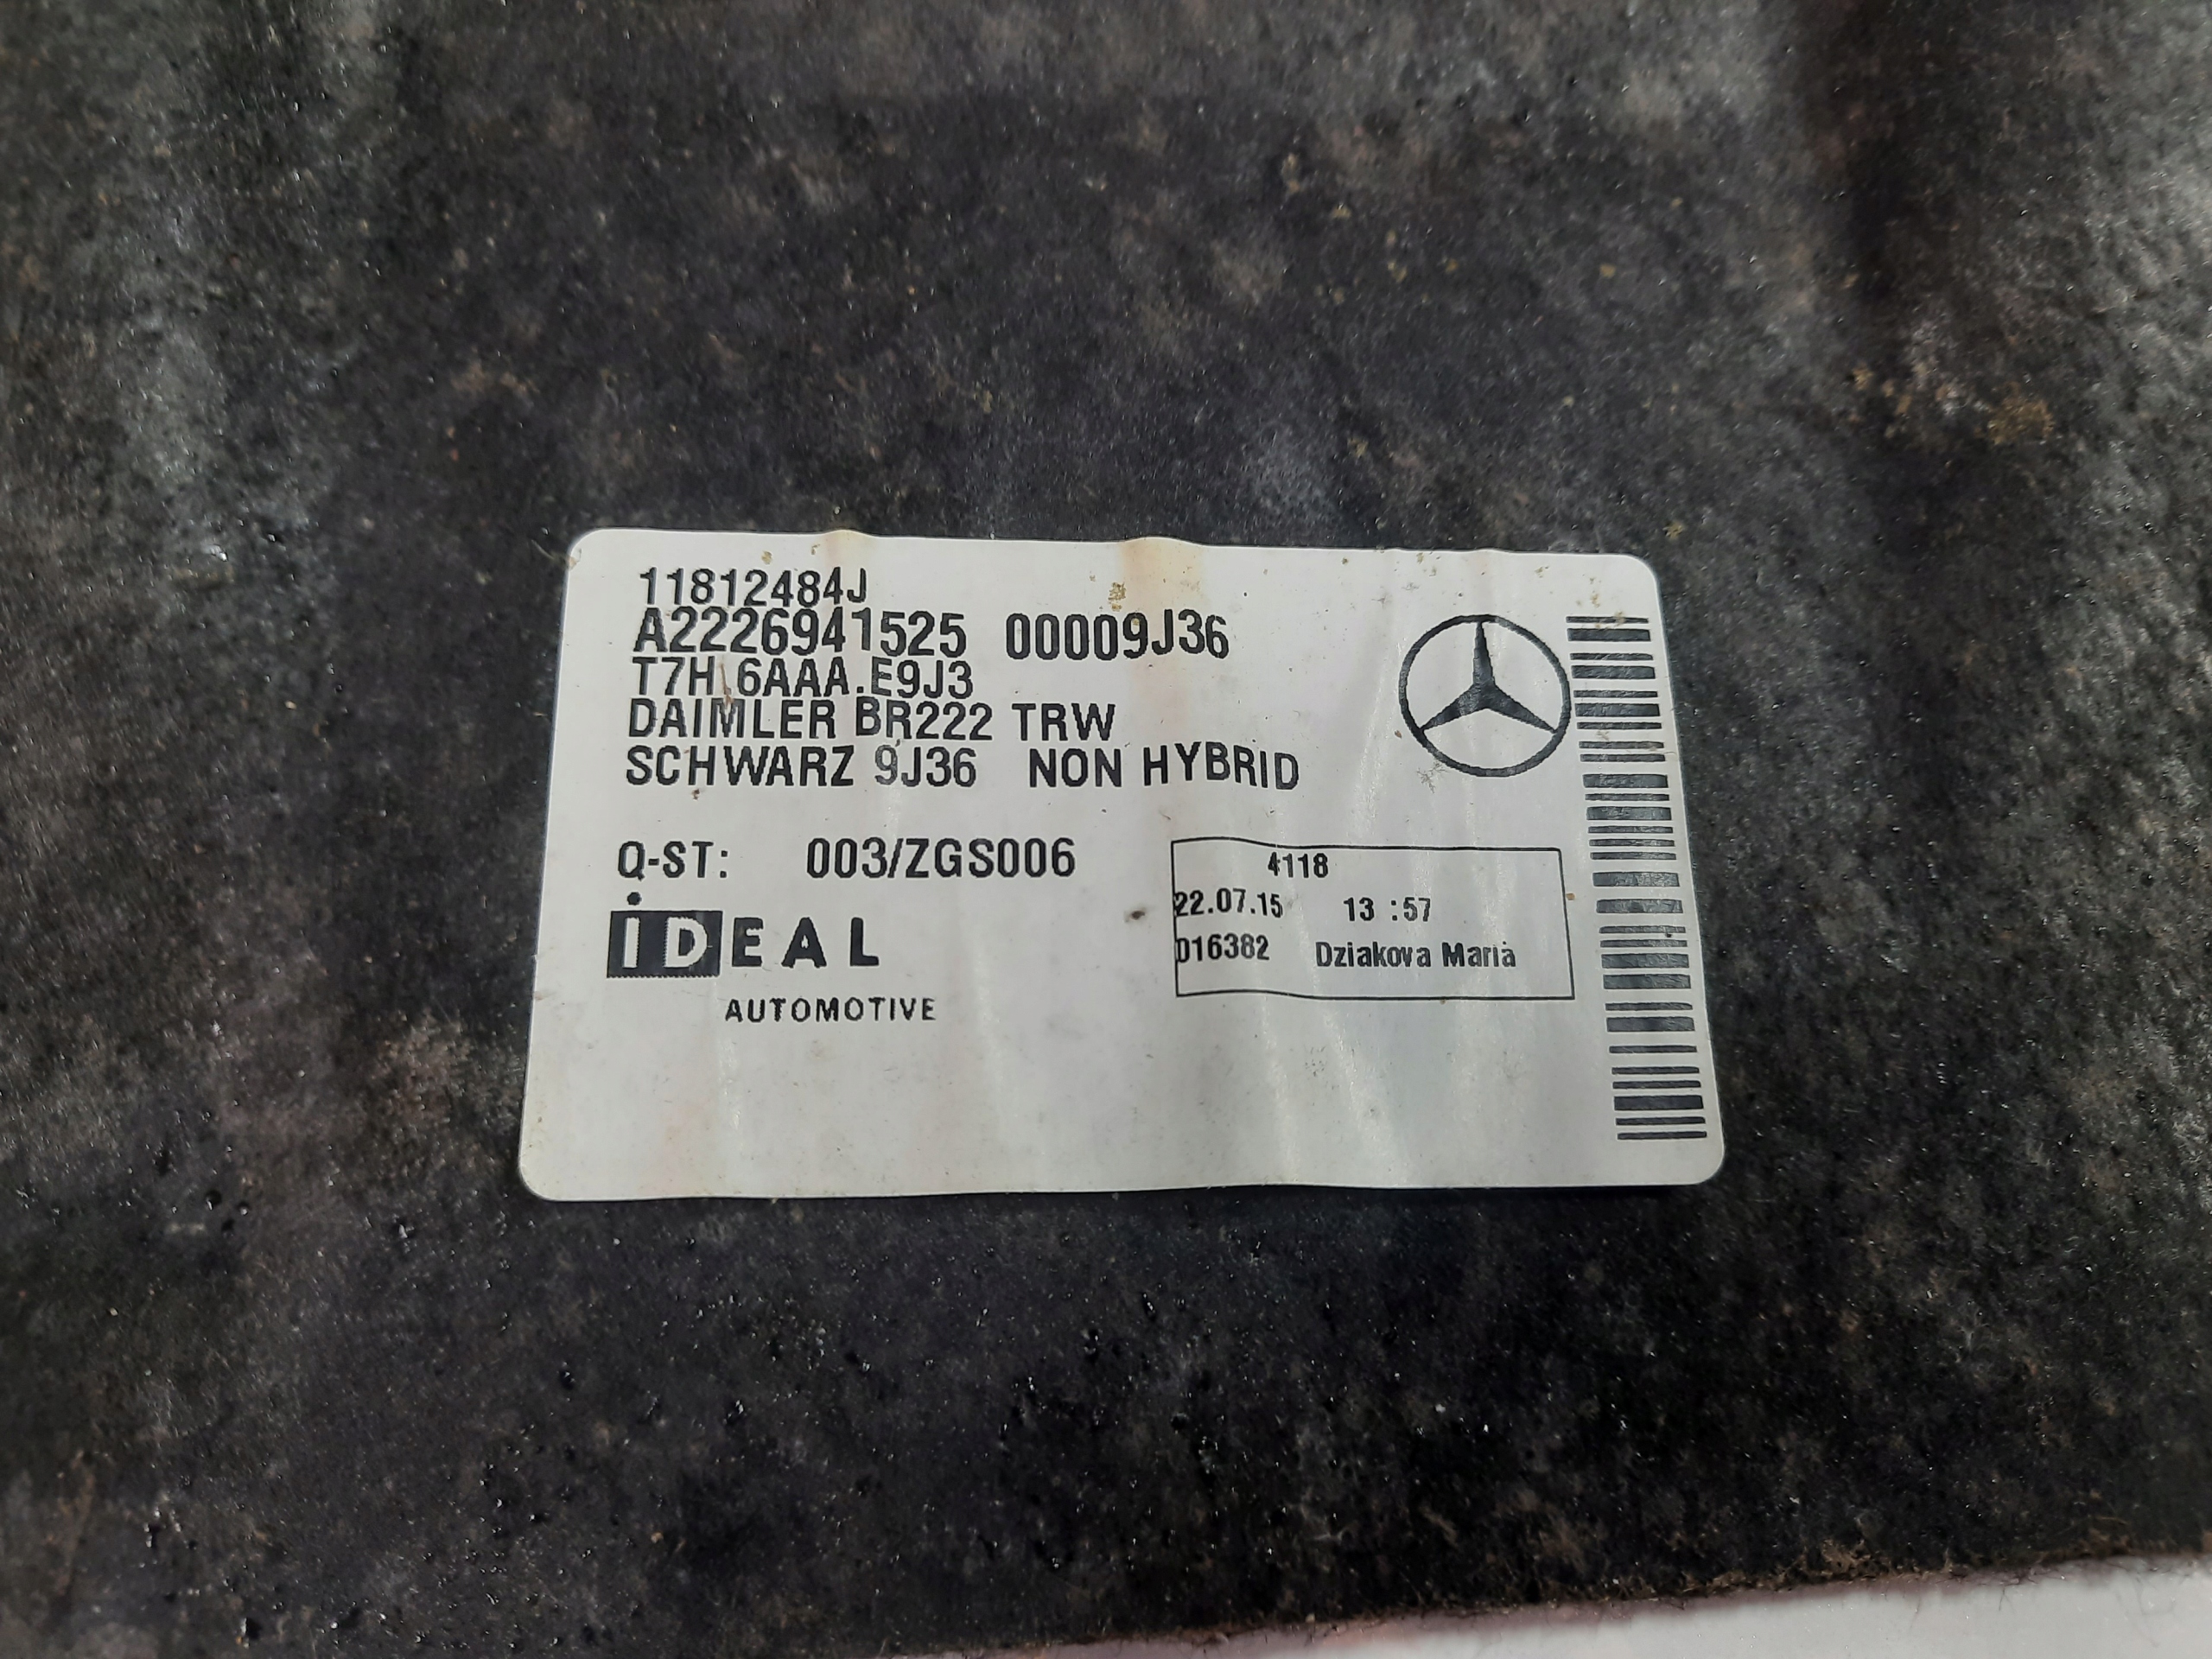 11812484J
A2226941525 00009J36
T7H.6AAA.E9J3
DAIMLER BR222 TRW
SCHWARZ 9J36 NON HYBRID
Q-ST: 003/ZGS006
4118
22.07.15 13 :57
D16382 Dziakova Maria
iDEAL
AUTOMOTIVE